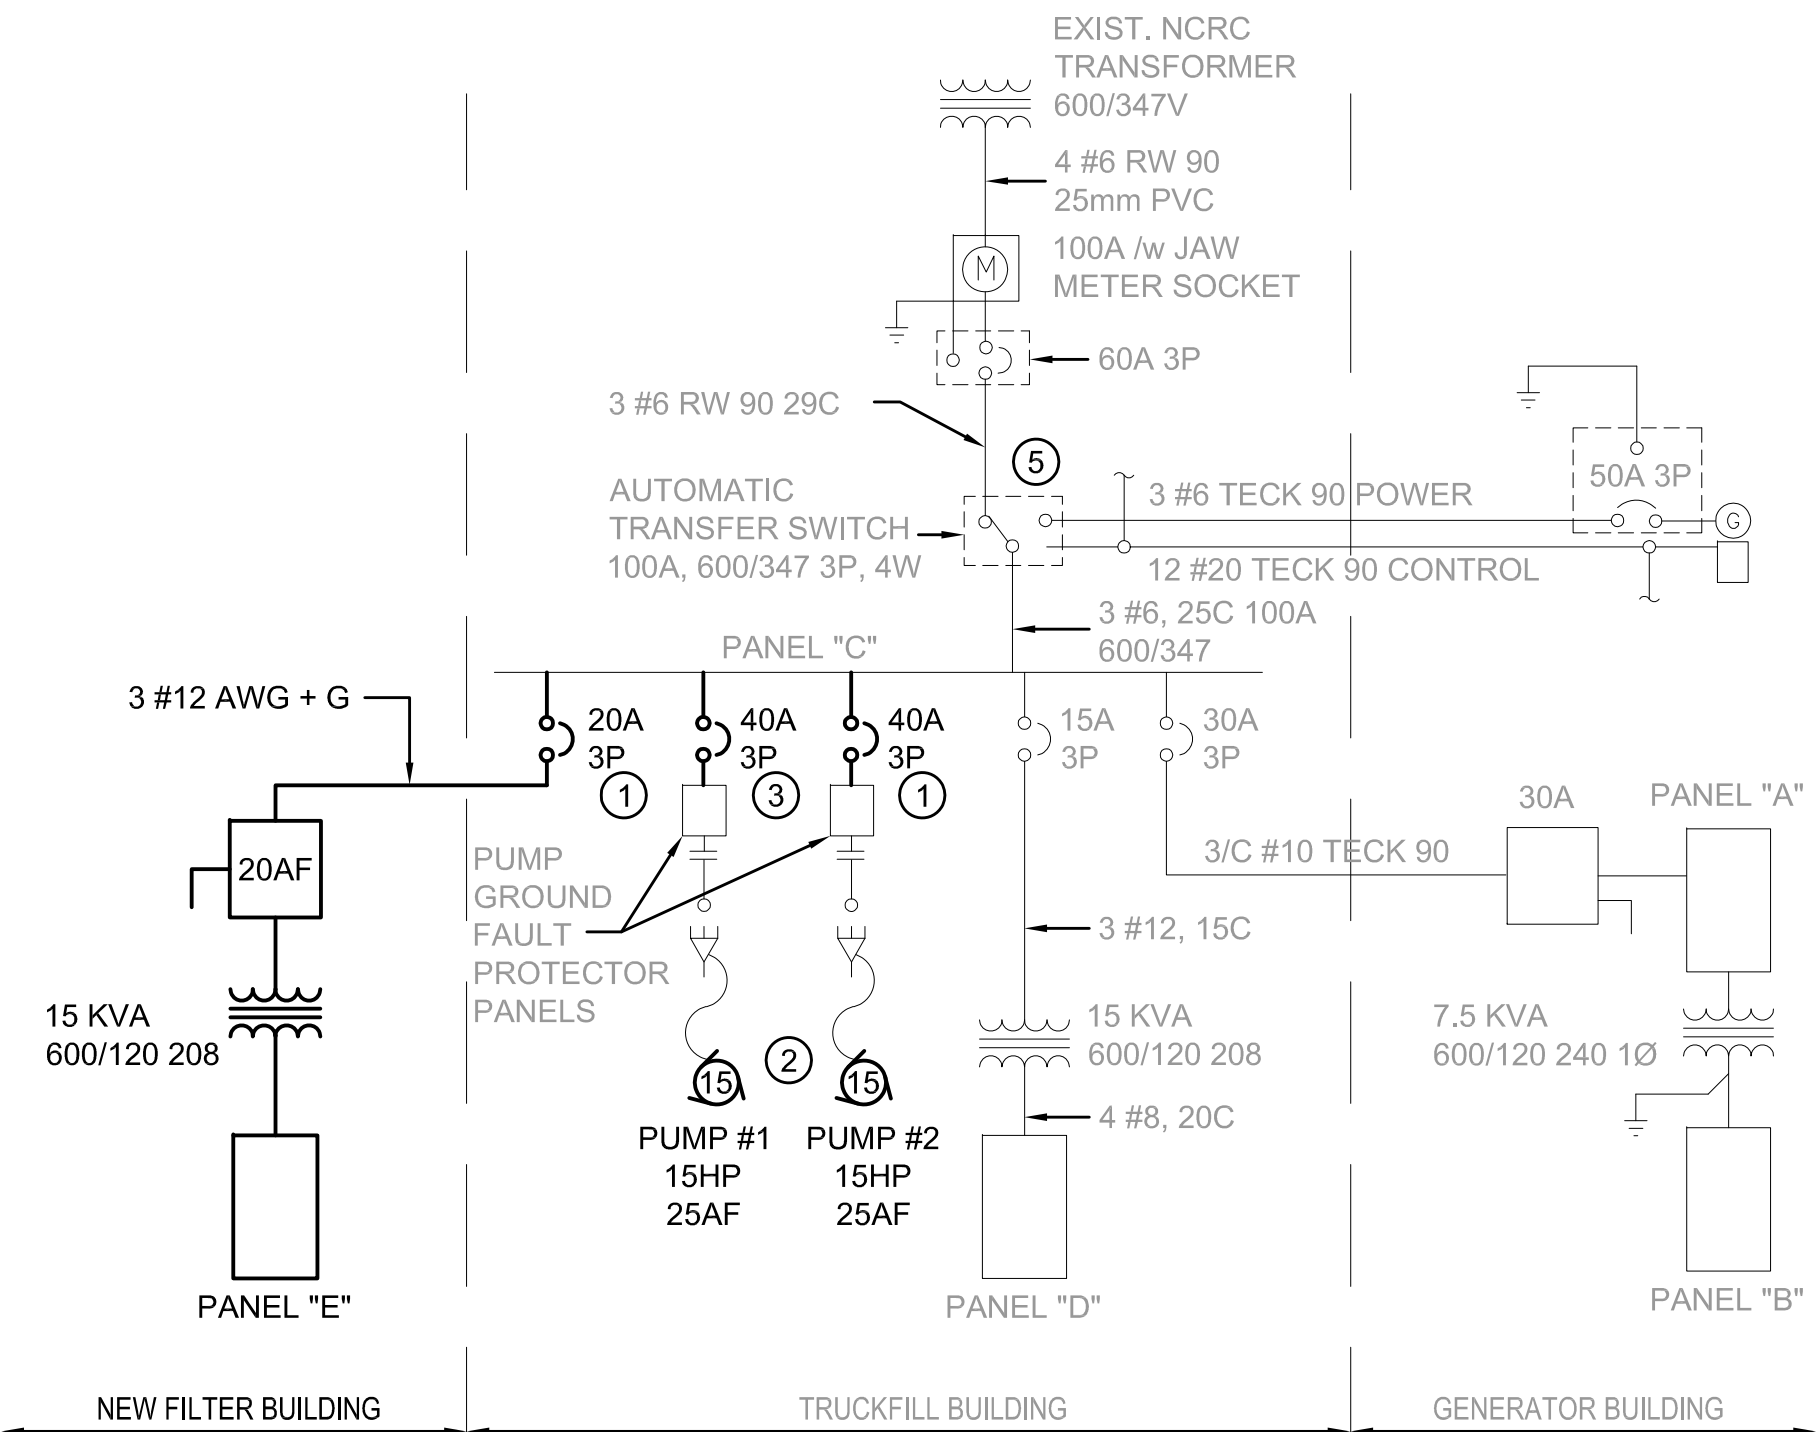 EXIST. NCRC
TRANSFORMER
600/347V
4 #6 RW 90
25mm PVC
100A /w JAW
METER SOCKET
M
60A 3P
3 #6 RW 90 29C
5
AUTOMATIC
TRANSFER SWITCH
100A, 600/347 3P, 4W
3 #6 TECK 90 POWER
12 #20 TECK 90 CONTROL
50A 3P
G
3 #6, 25C 100A
600/347
PANEL "C"
3 #12 AWG + G
20A
3P
1
40A
3P
3
40A
3P
1
15A
3P
30A
3P
20AF
PUMP
GROUND
FAULT
PROTECTOR
PANELS
3/C #10 TECK 90
30A
PANEL "A"
3 #12, 15C
15 KVA
600/120 208
15 KVA
600/120 208
7.5 KVA
600/120 240 1Ø
2
15
15
4 #8, 20C
PUMP #1
15HP
25AF
PUMP #2
15HP
25AF
PANEL "E"
PANEL "D"
PANEL "B"
NEW FILTER BUILDING
TRUCKFILL BUILDING
GENERATOR BUILDING